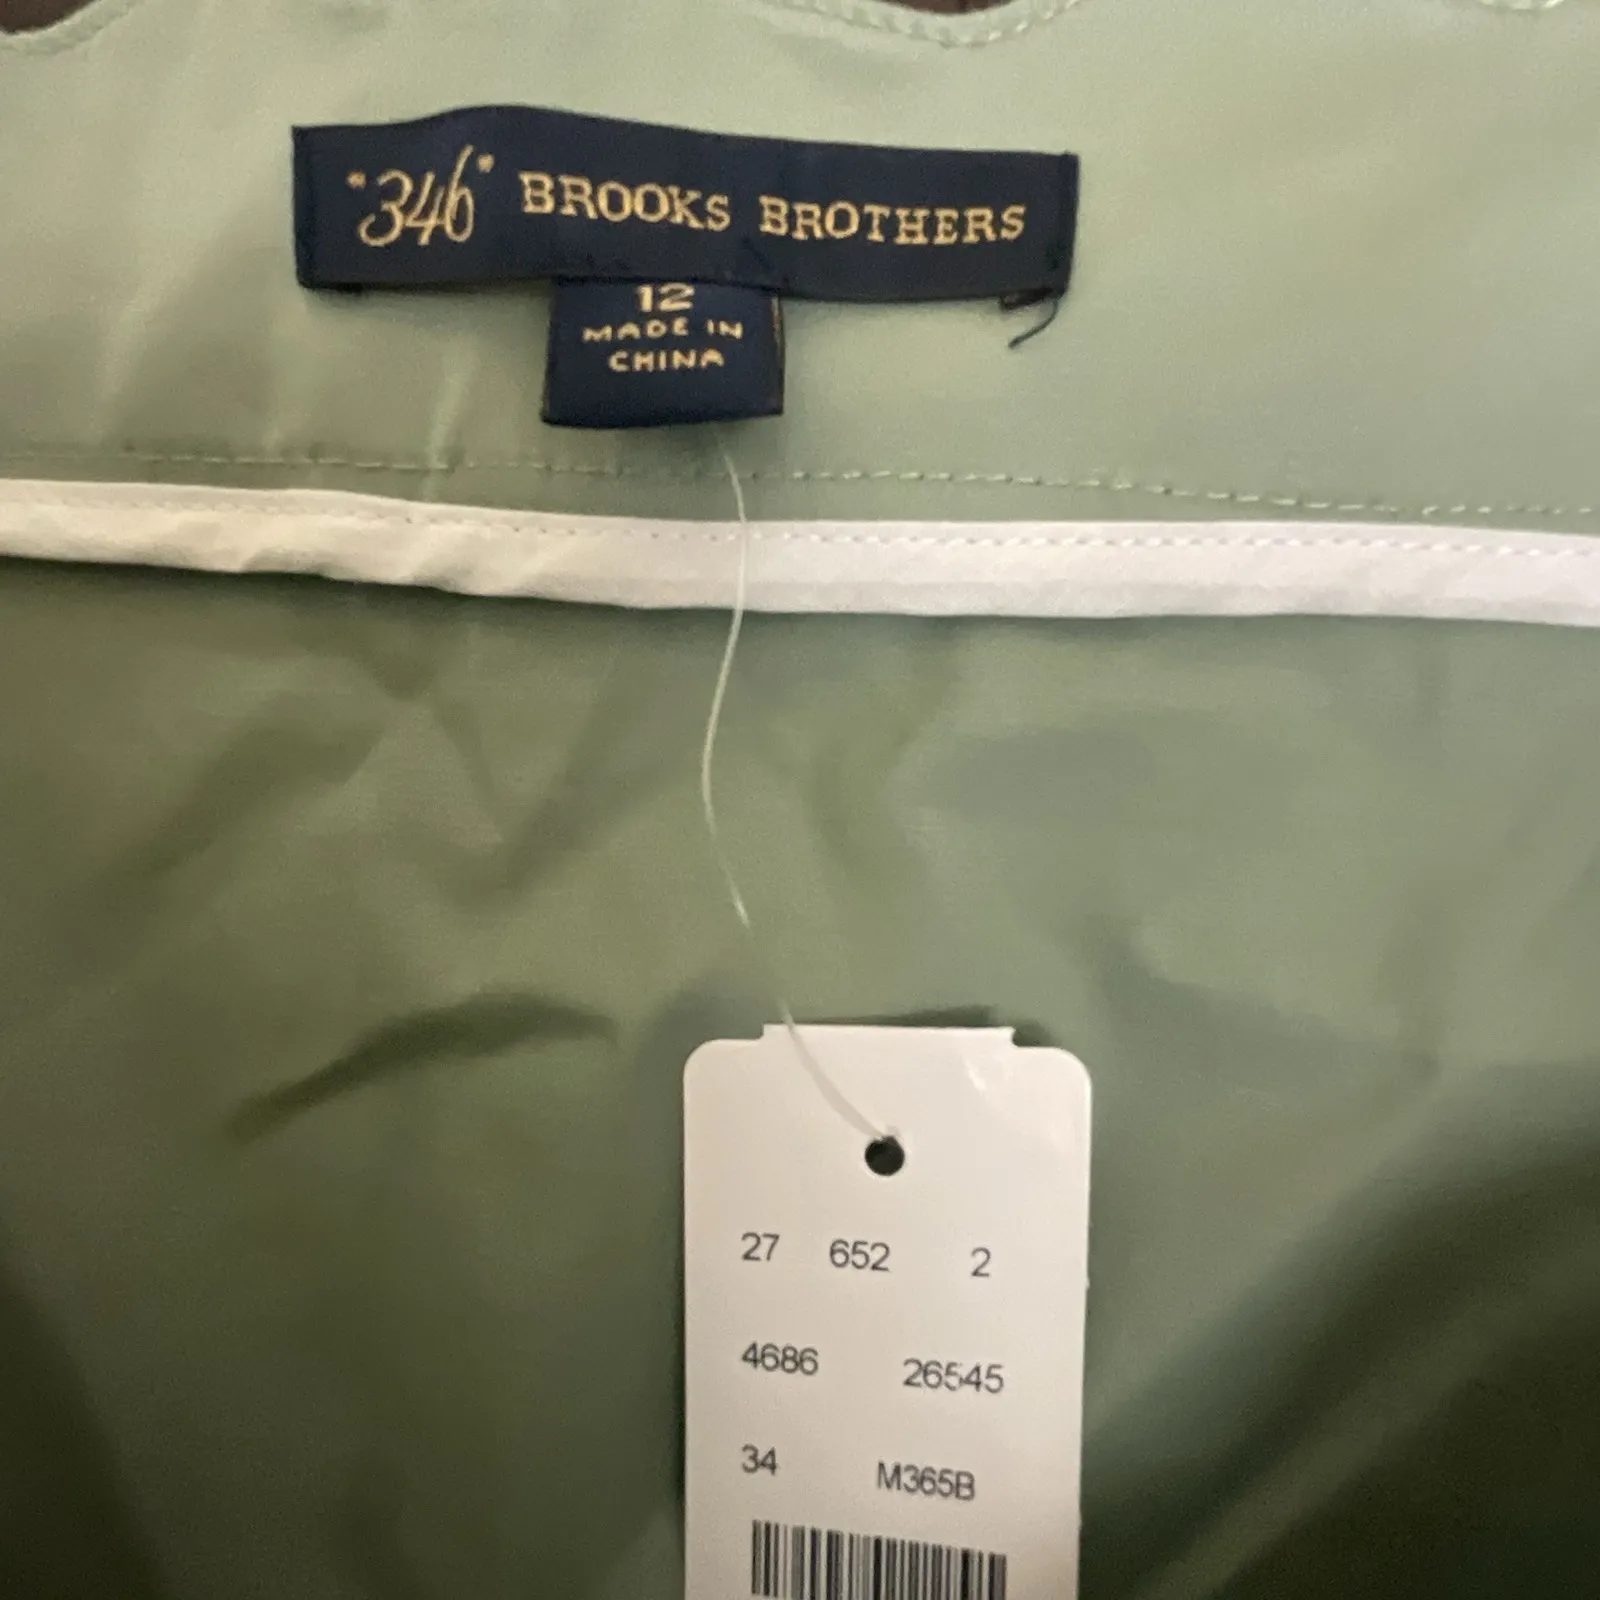 "346" BROOKS BROTHERS
12
MADE IN
CHINA
27 652 2
4686 26545
34 M365B